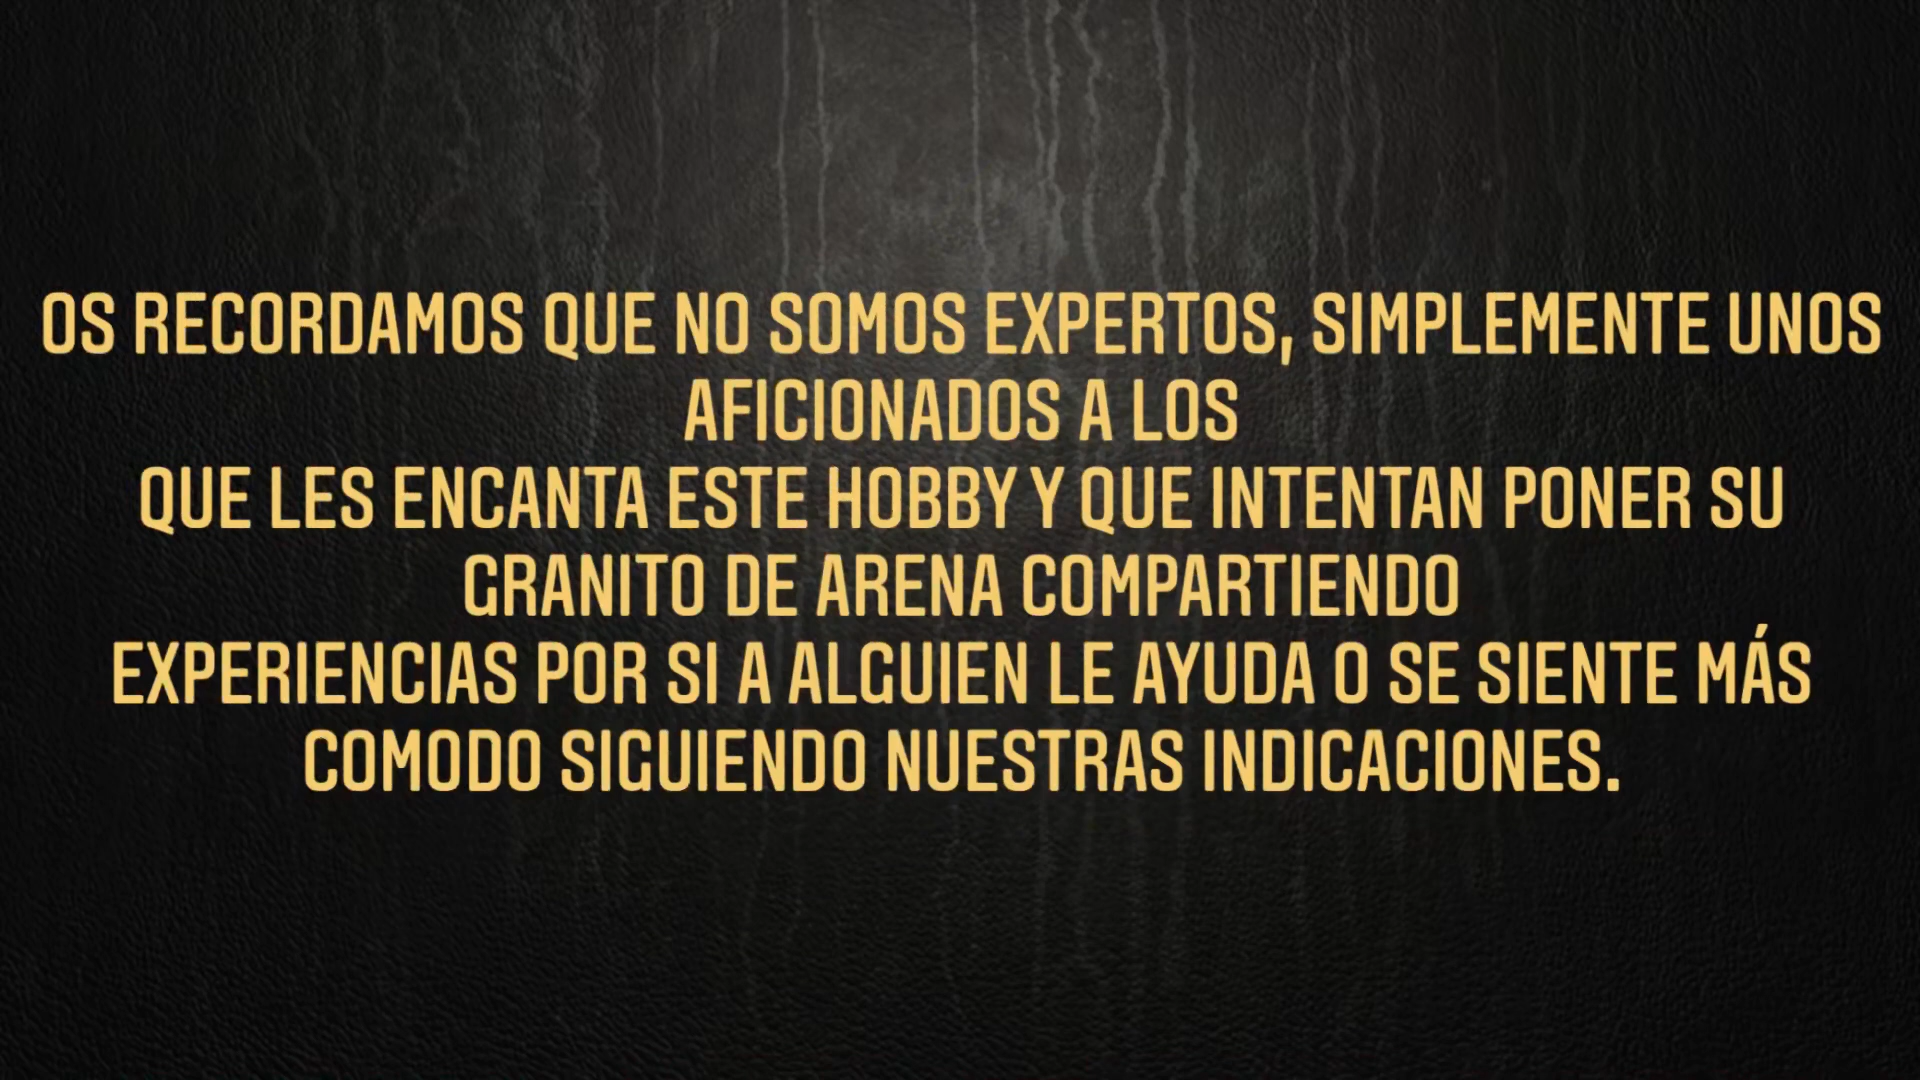 OS RECORDAMOS QUE NO SOMOS EXPERTOS, SIMPLEMENTE UNOS
AFICIONADOS A LOS
QUE LES ENCANTA ESTE HOBBY Y QUE INTENTAN PONER SU
GRANITO DE ARENA COMPARTIENDO
EXPERIENCIAS POR SI A ALGUIEN LE AYUDA O SE SIENTE MÁS
COMODO SIGUIENDO NUESTRAS INDICACIONES.